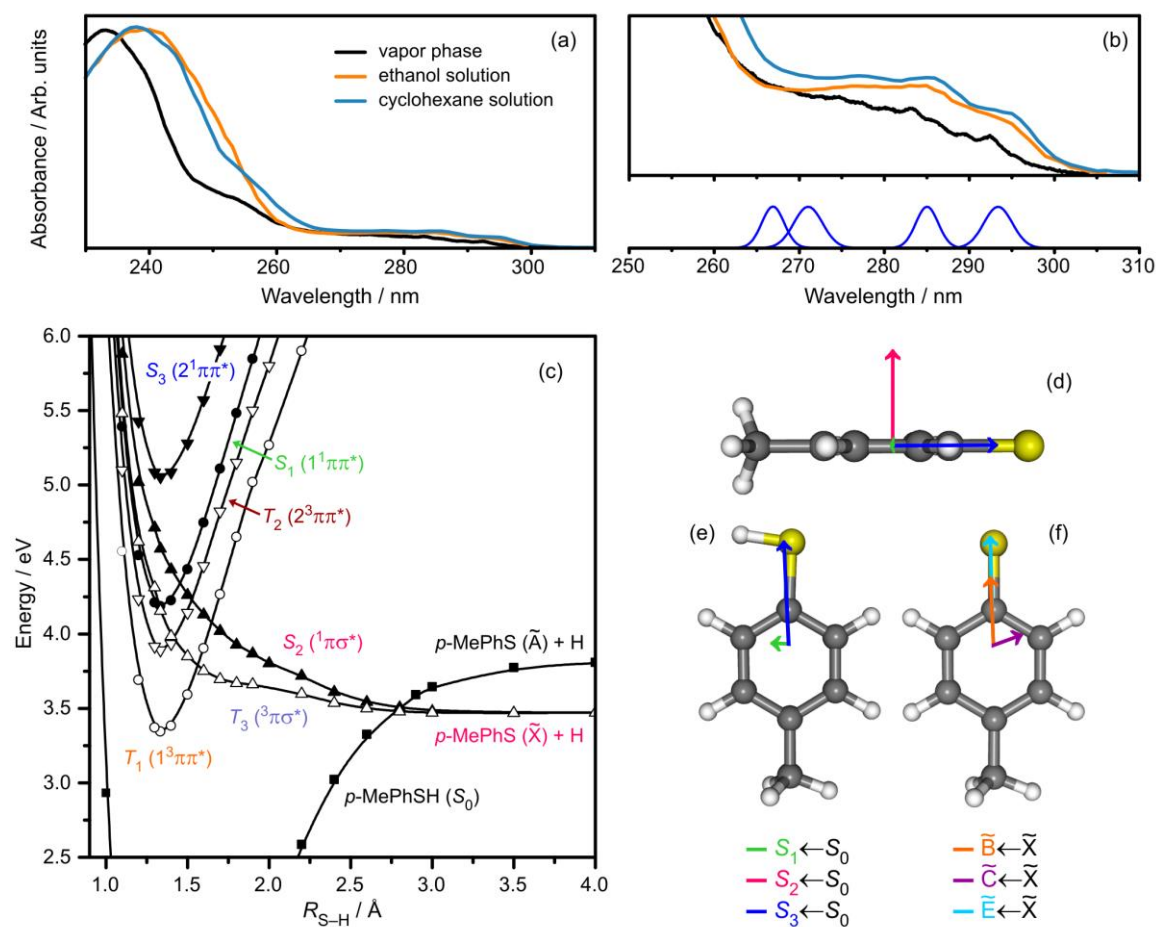 (a)
vapor phase
ethanol solution
cyclohexane solution
Absorbance / Arb. units
240 260 280 300
Wavelength / nm
(b)
250 260 270 280 290 300 310
Wavelength / nm
(c)
6.0
5.5
5.0
4.5
4.0
3.5
3.0
2.5
Energy / eV
S₃ (2¹ππ*)
S₁ (1¹ππ*)
T₂ (2³ππ*)
S₂ (¹πσ*)
T₃ (³πσ*)
T₁ (1³ππ*)
p-MePhS (Ã) + H
p-MePhS (X̃) + H
p-MePhSH (S₀)
1.0 1.5 2.0 2.5 3.0 3.5 4.0
R_S–H / Å
(d)
(e)
(f)
S₁←S₀
S₂←S₀
S₃←S₀
B̃←X̃
C̃←X̃
Ẽ←X̃